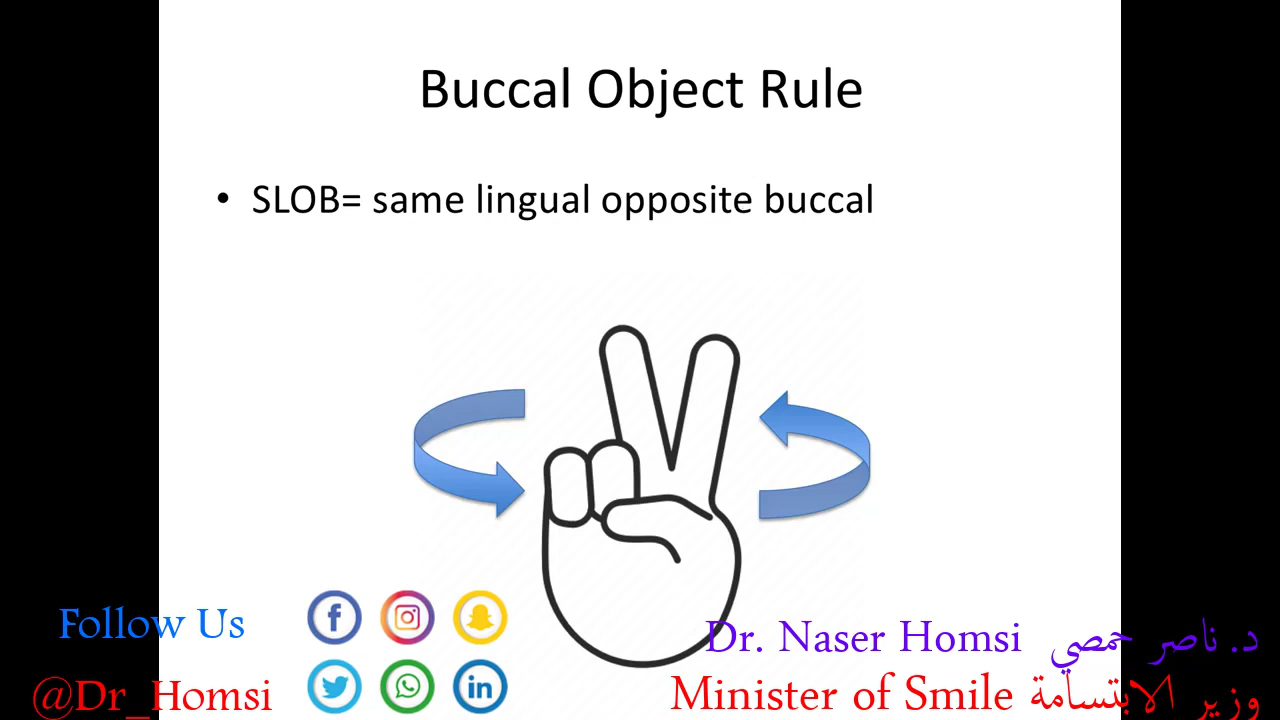 Buccal Object Rule
• SLOB= same lingual opposite buccal
Follow Us
@Dr_Homsi
Dr. Naser Homsi د. ناصر حمصي
Minister of Smile وزير الابتسامة